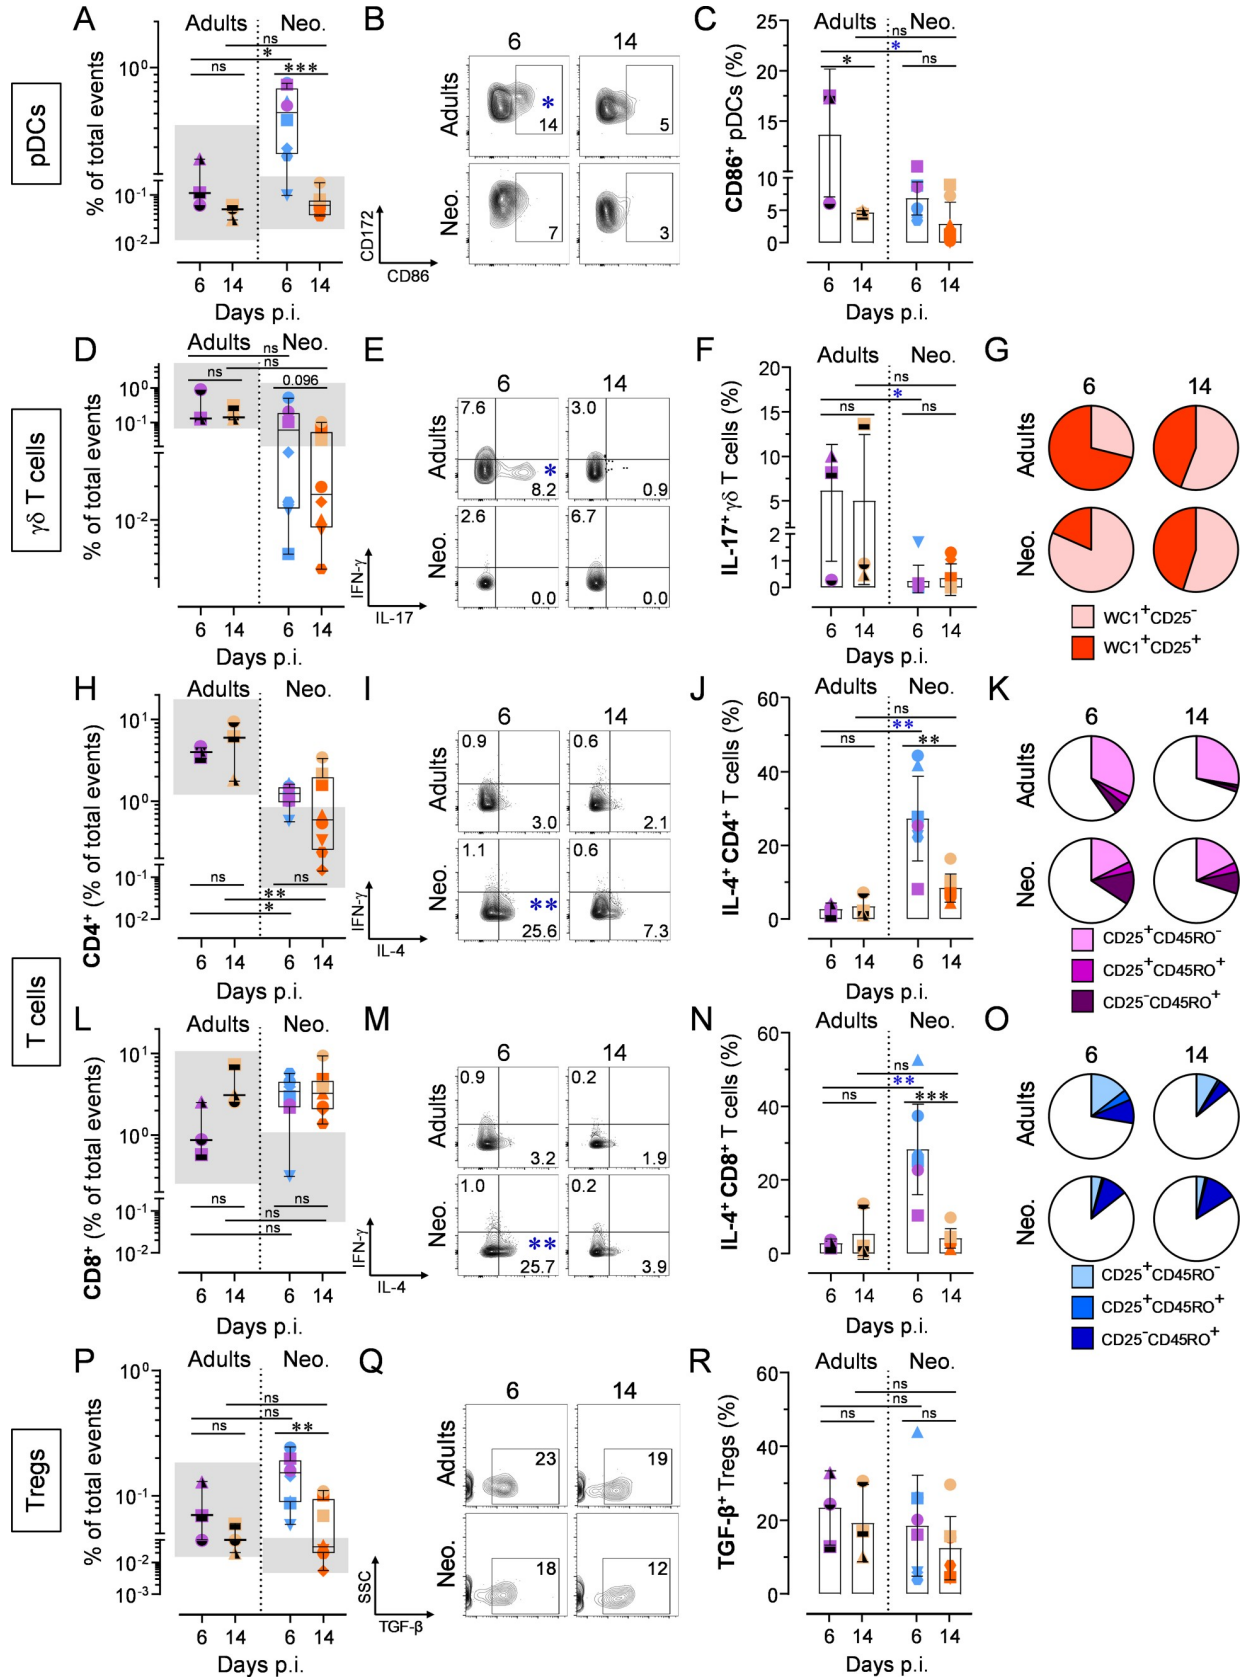 A
Adults Neo.
ns
*
ns
***
10⁰
10⁻¹
10⁻²
% of total events
6 14 6 14
Days p.i.
pDCs
B
6 14
Adults
*
14
5
Neo.
7
3
CD172
CD86
C
Adults Neo.
ns
*
*
ns
25
20
15
10
5
0
CD86⁺ pDCs (%)
6 14 6 14
Days p.i.
D
Adults Neo.
ns
ns
ns
0.096
10⁰
10⁻¹
10⁻²
% of total events
6 14 6 14
Days p.i.
γδ T cells
E
6 14
Adults
7.6
*
8.2
3.0
0.9
Neo.
2.6
0.0
6.7
0.0
IFN-γ
IL-17
F
Adults Neo.
ns
*
ns
ns
20
15
10
5
2
1
0
IL-17⁺ γδ T cells (%)
6 14 6 14
Days p.i.
G
6 14
Adults
Neo.
WC1⁺CD25⁻
WC1⁺CD25⁺
H
Adults Neo.
10¹
10⁰
10⁻¹
10⁻²
ns
ns
**
*
CD4⁺ (% of total events)
6 14 6 14
Days p.i.
T cells
I
6 14
Adults
0.9
3.0
0.6
2.1
Neo.
1.1
**
25.6
0.6
7.3
IFN-γ
IL-4
J
Adults Neo.
ns
**
ns
**
60
40
20
0
IL-4⁺ CD4⁺ T cells (%)
6 14 6 14
Days p.i.
K
6 14
Adults
Neo.
CD25⁺CD45RO⁻
CD25⁺CD45RO⁺
CD25⁻CD45RO⁺
L
Adults Neo.
10¹
10⁰
10⁻¹
10⁻²
ns
ns
ns
ns
CD8⁺ (% of total events)
6 14 6 14
Days p.i.
M
6 14
Adults
0.9
3.2
0.2
1.9
Neo.
1.0
**
25.7
0.2
3.9
IFN-γ
IL-4
N
Adults Neo.
ns
**
ns
***
60
40
20
0
IL-4⁺ CD8⁺ T cells (%)
6 14 6 14
Days p.i.
O
6 14
Adults
Neo.
CD25⁺CD45RO⁻
CD25⁺CD45RO⁺
CD25⁻CD45RO⁺
P
Adults Neo.
ns
ns
ns
**
10⁰
10⁻¹
10⁻²
10⁻³
% of total events
6 14 6 14
Days p.i.
Tregs
Q
6 14
Adults
23
19
Neo.
18
12
SSC
TGF-β
R
Adults Neo.
ns
ns
ns
ns
60
40
20
0
TGF-β⁺ Tregs (%)
6 14 6 14
Days p.i.